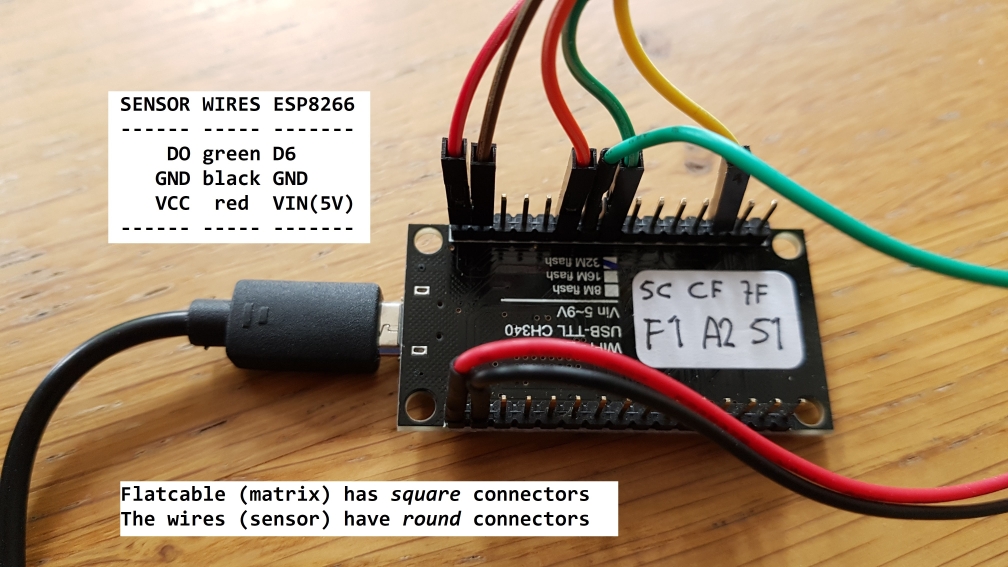 SENSOR WIRES ESP8266
------ ----- -------
DO green D6
GND black GND
VCC red VIN(5V)
------ ----- -------
32M flash
16M flash
8M flash
Vin 5~9V
USB-TTL CH340
5C CF 7F
F1 A2 51
Flatcable (matrix) has square connectors
The wires (sensor) have round connectors